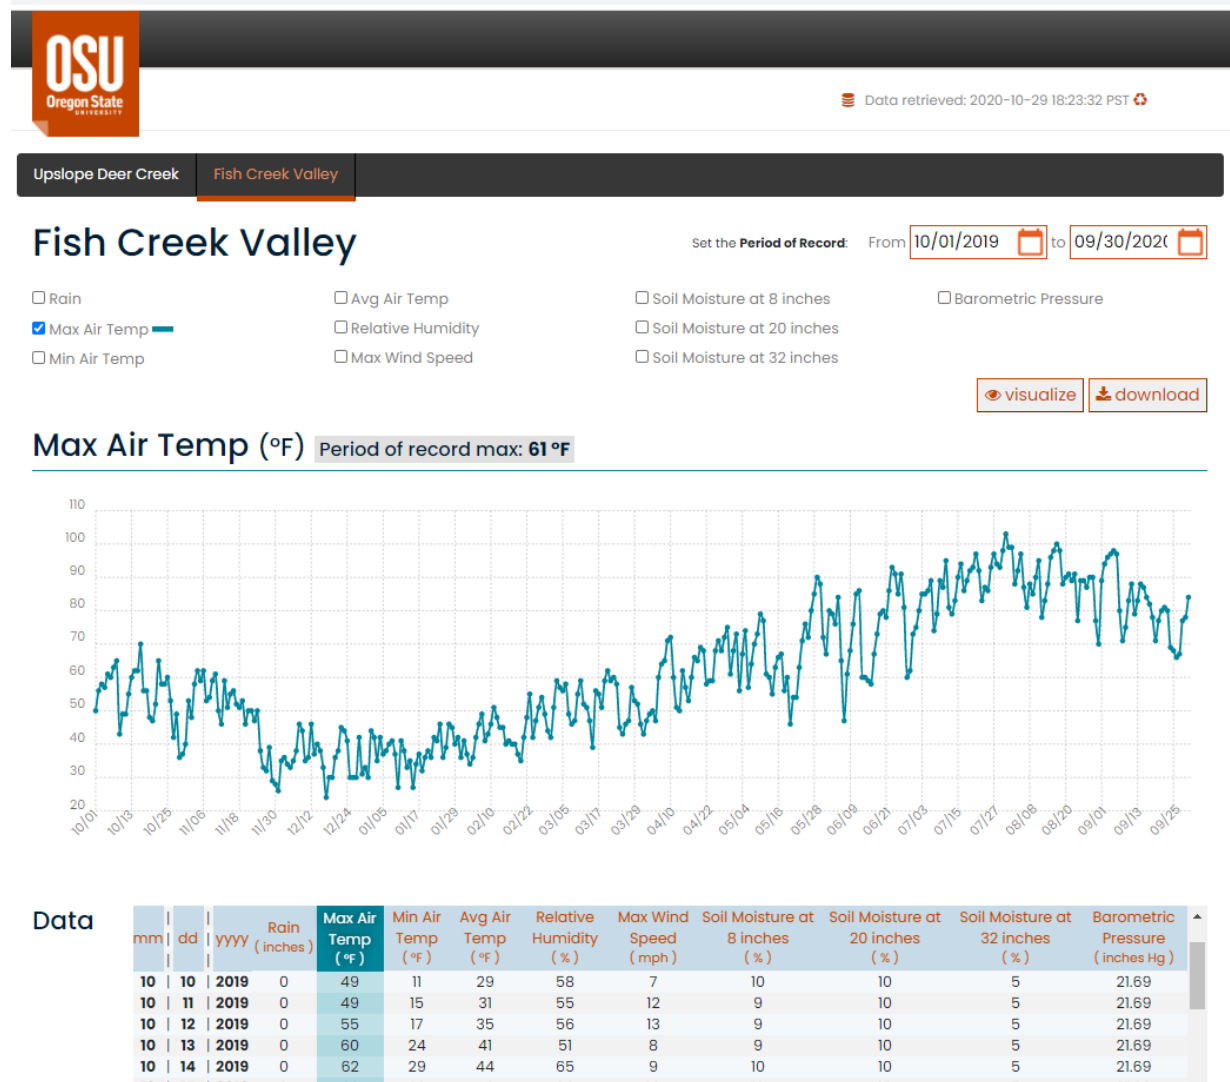 OSU
Oregon State
UNIVERSITY
Data retrieved: 2020-10-29 18:23:32 PST
Upslope Deer Creek Fish Creek Valley
Fish Creek Valley
Set the Period of Record: From 10/01/2019 to 09/30/202
Rain Avg Air Temp Soil Moisture at 8 inches Barometric Pressure
Max Air Temp Relative Humidity Soil Moisture at 20 inches
Min Air Temp Max Wind Speed Soil Moisture at 32 inches
visualize download
Max Air Temp (°F) Period of record max: 61 °F
110
100
90
80
70
60
50
40
30
20
10/01 10/13 10/25 11/06 11/18 11/30 12/12 12/24 01/05 01/17 01/29 02/10 02/22 03/05 03/17 03/29 04/10 04/22 05/04 05/16 05/28 06/09 06/21 07/03 07/15 07/27 08/08 08/20 09/01 09/13 09/25
Data
mm | dd | yyyy Rain (inches) Max Air Temp (°F) Min Air Temp (°F) Avg Air Temp (°F) Relative Humidity (%) Max Wind Speed (mph) Soil Moisture at 8 inches (%) Soil Moisture at 20 inches (%) Soil Moisture at 32 inches (%) Barometric Pressure (inches Hg)
10 | 10 | 2019 0 49 11 29 58 7 10 10 5 21.69
10 | 11 | 2019 0 49 15 31 55 12 9 10 5 21.69
10 | 12 | 2019 0 55 17 35 56 13 9 10 5 21.69
10 | 13 | 2019 0 60 24 41 51 8 9 10 5 21.69
10 | 14 | 2019 0 62 29 44 65 9 10 10 5 21.69